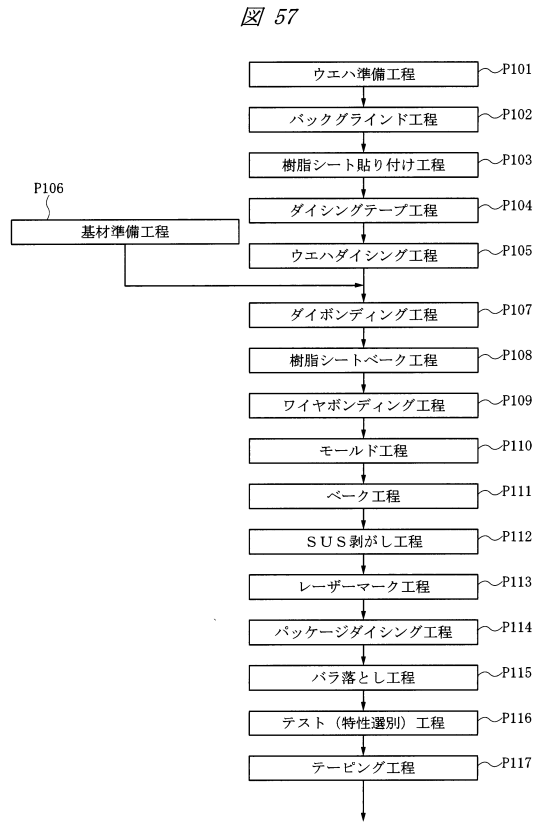 図 57
ウエハ準備工程 P101
バックグラインド工程 P102
樹脂シート貼り付け工程 P103
ダイシングテープ工程 P104
P106
基材準備工程
ウエハダイシング工程 P105
ダイボンディング工程 P107
樹脂シートベーク工程 P108
ワイヤボンディング工程 P109
モールド工程 P110
ベーク工程 P111
SUS剥がし工程 P112
レーザーマーク工程 P113
パッケージダイシング工程 P114
バラ落とし工程 P115
テスト（特性選別）工程 P116
テーピング工程 P117